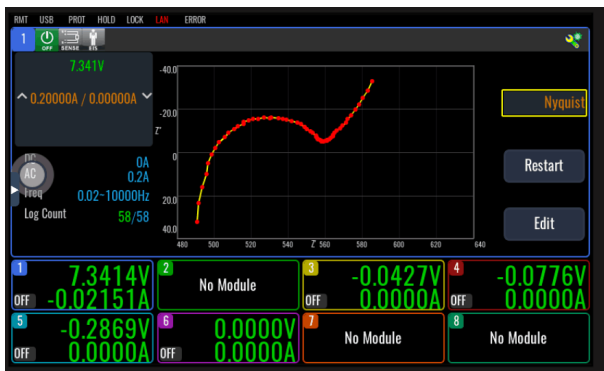 RMT USB PROT HOLD LOCK LAN ERROR
1 OFF SENSE EIS
7.341V
0.20000A / 0.00000A
DC 0A
AC 0.2A
Freq 0.02~10000Hz
Log Count 58/58
-40.0
-20.0
Z"
0
20.0
40.0
480 500 520 540 Z' 560 580 600 620 640
Nyquist
Restart
Edit
1 7.3414V
OFF -0.02151A
2 No Module
3 -0.0427V
OFF 0.0000A
4 -0.0776V
OFF 0.0000A
5 -0.2869V
OFF 0.0000A
6 0.0000V
OFF 0.0000A
7 No Module
8 No Module